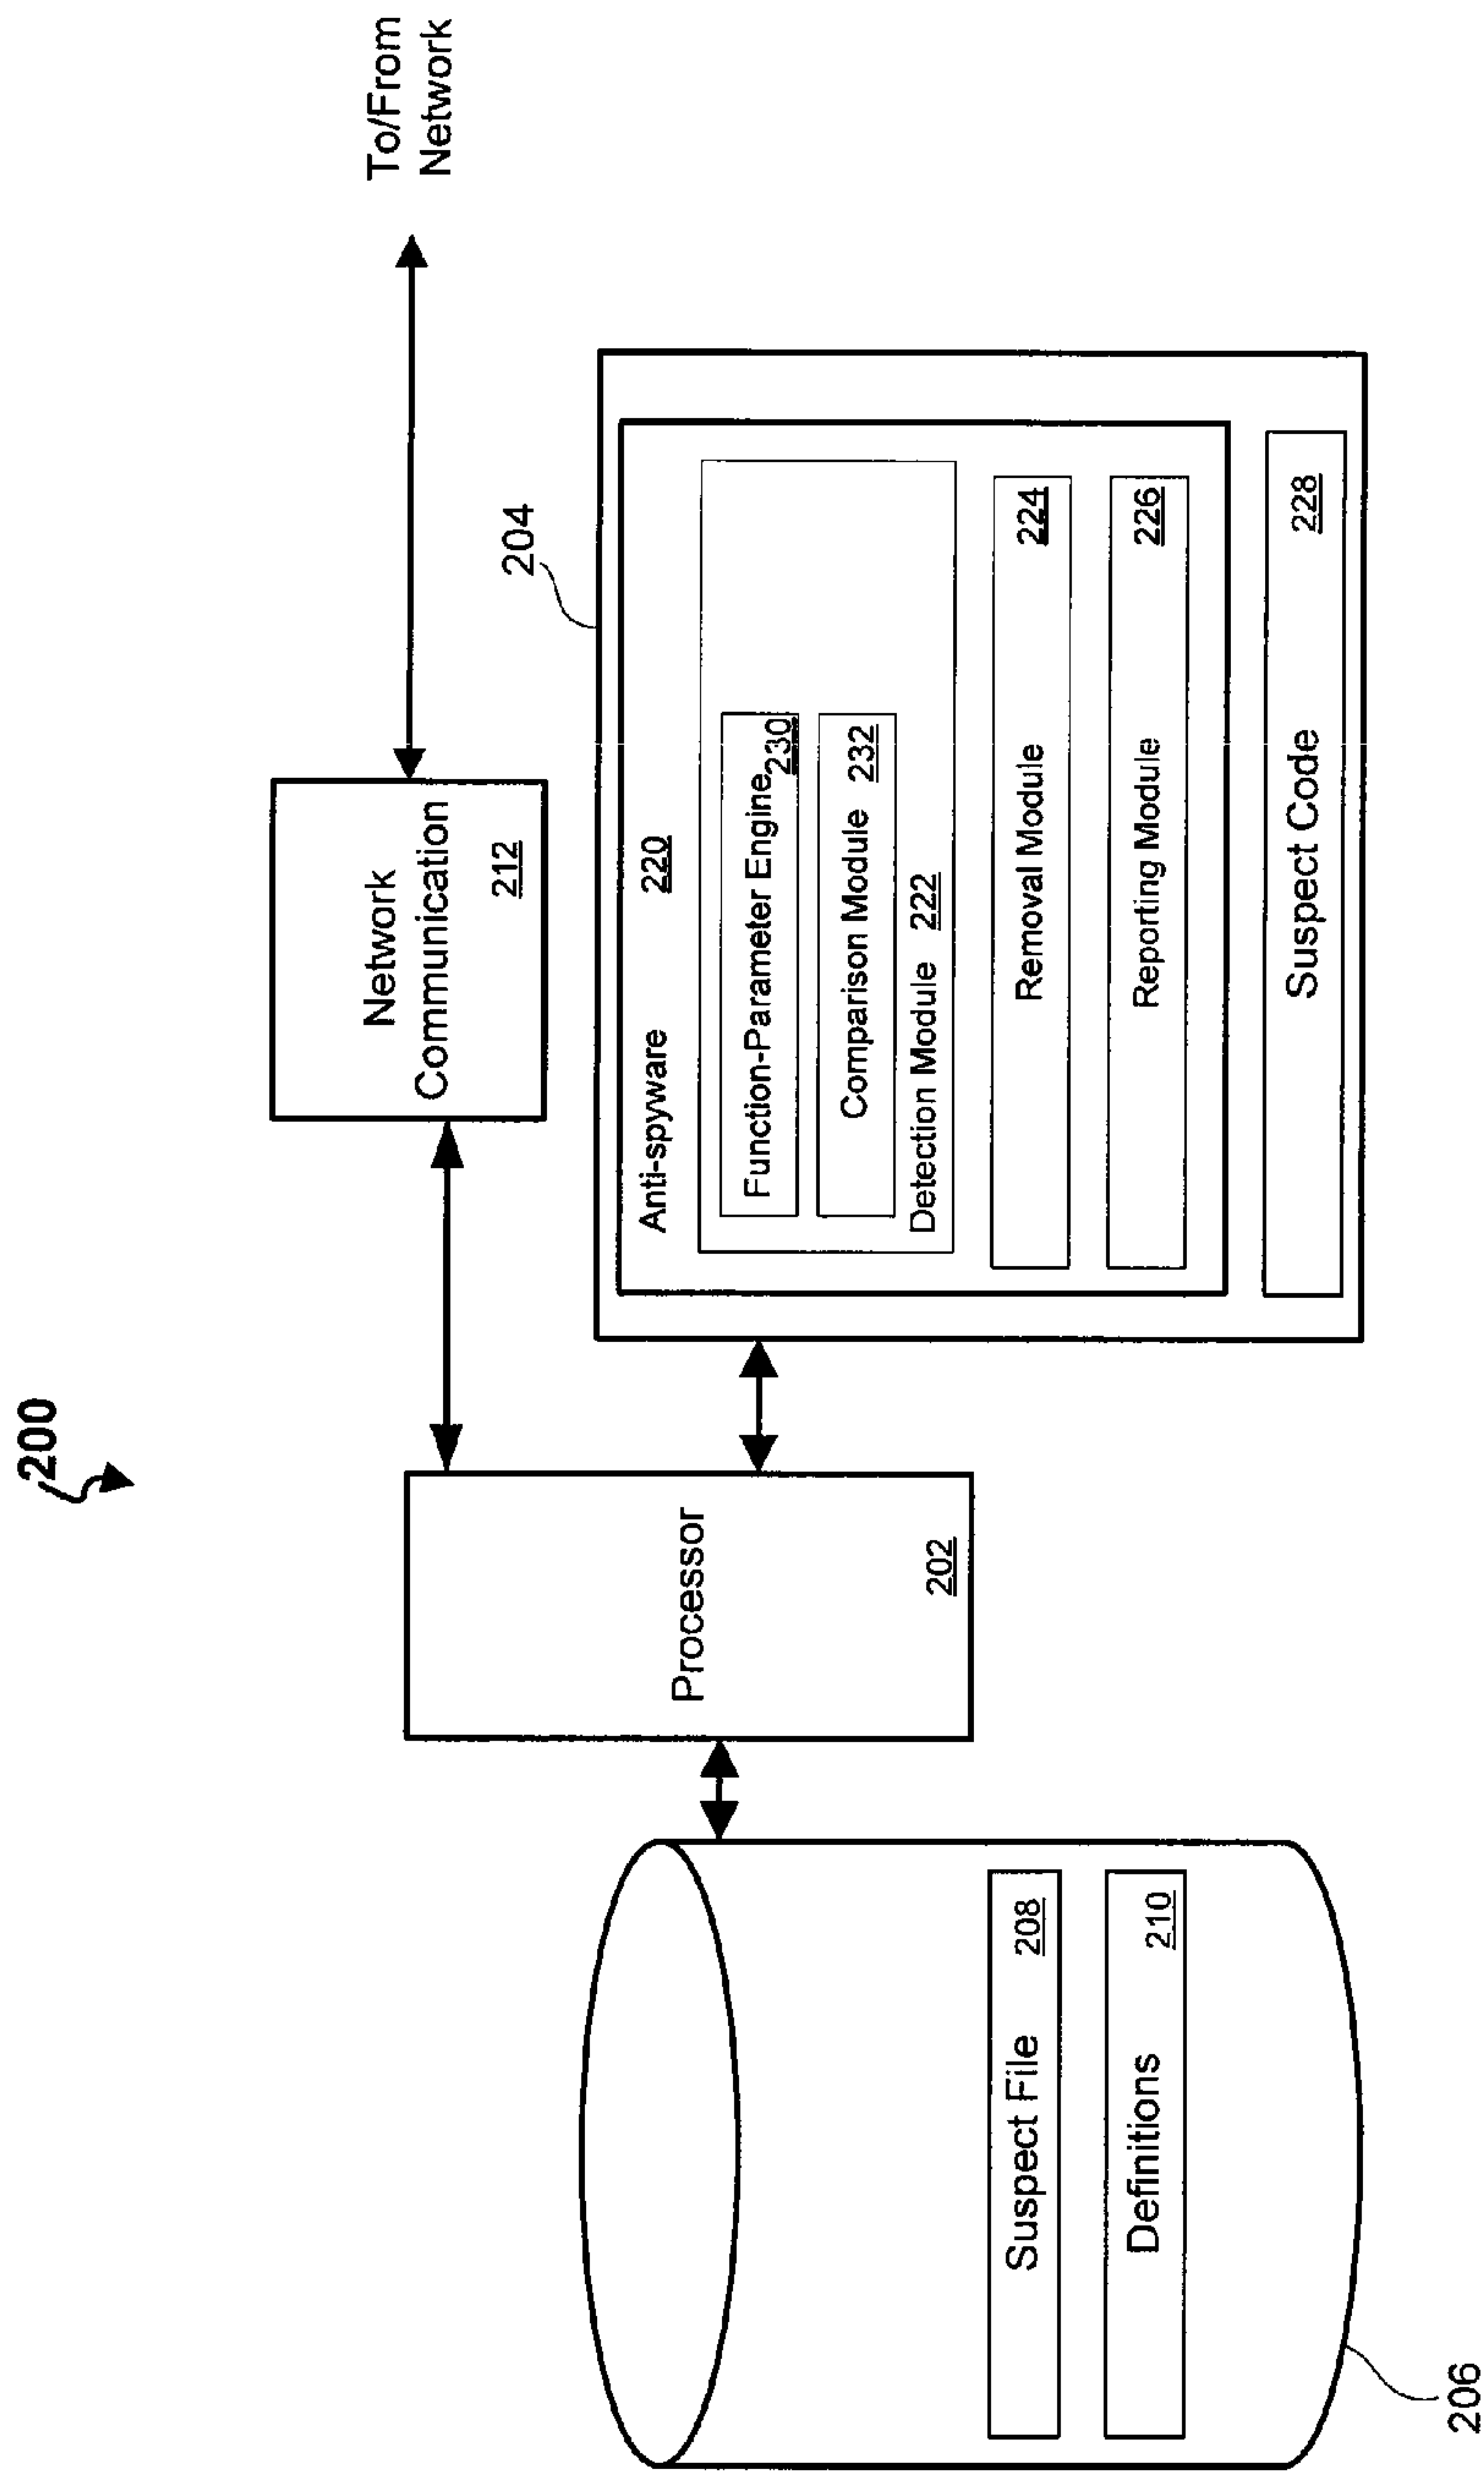 200
To/From
Network
Network
Communication
212
204
Processor
202
Anti-spyware 220
Function-Parameter Engine 230
Comparison Module 232
Detection Module 222
Removal Module 224
Reporting Module 226
Suspect Code 228
Suspect File 208
Definitions 210
206